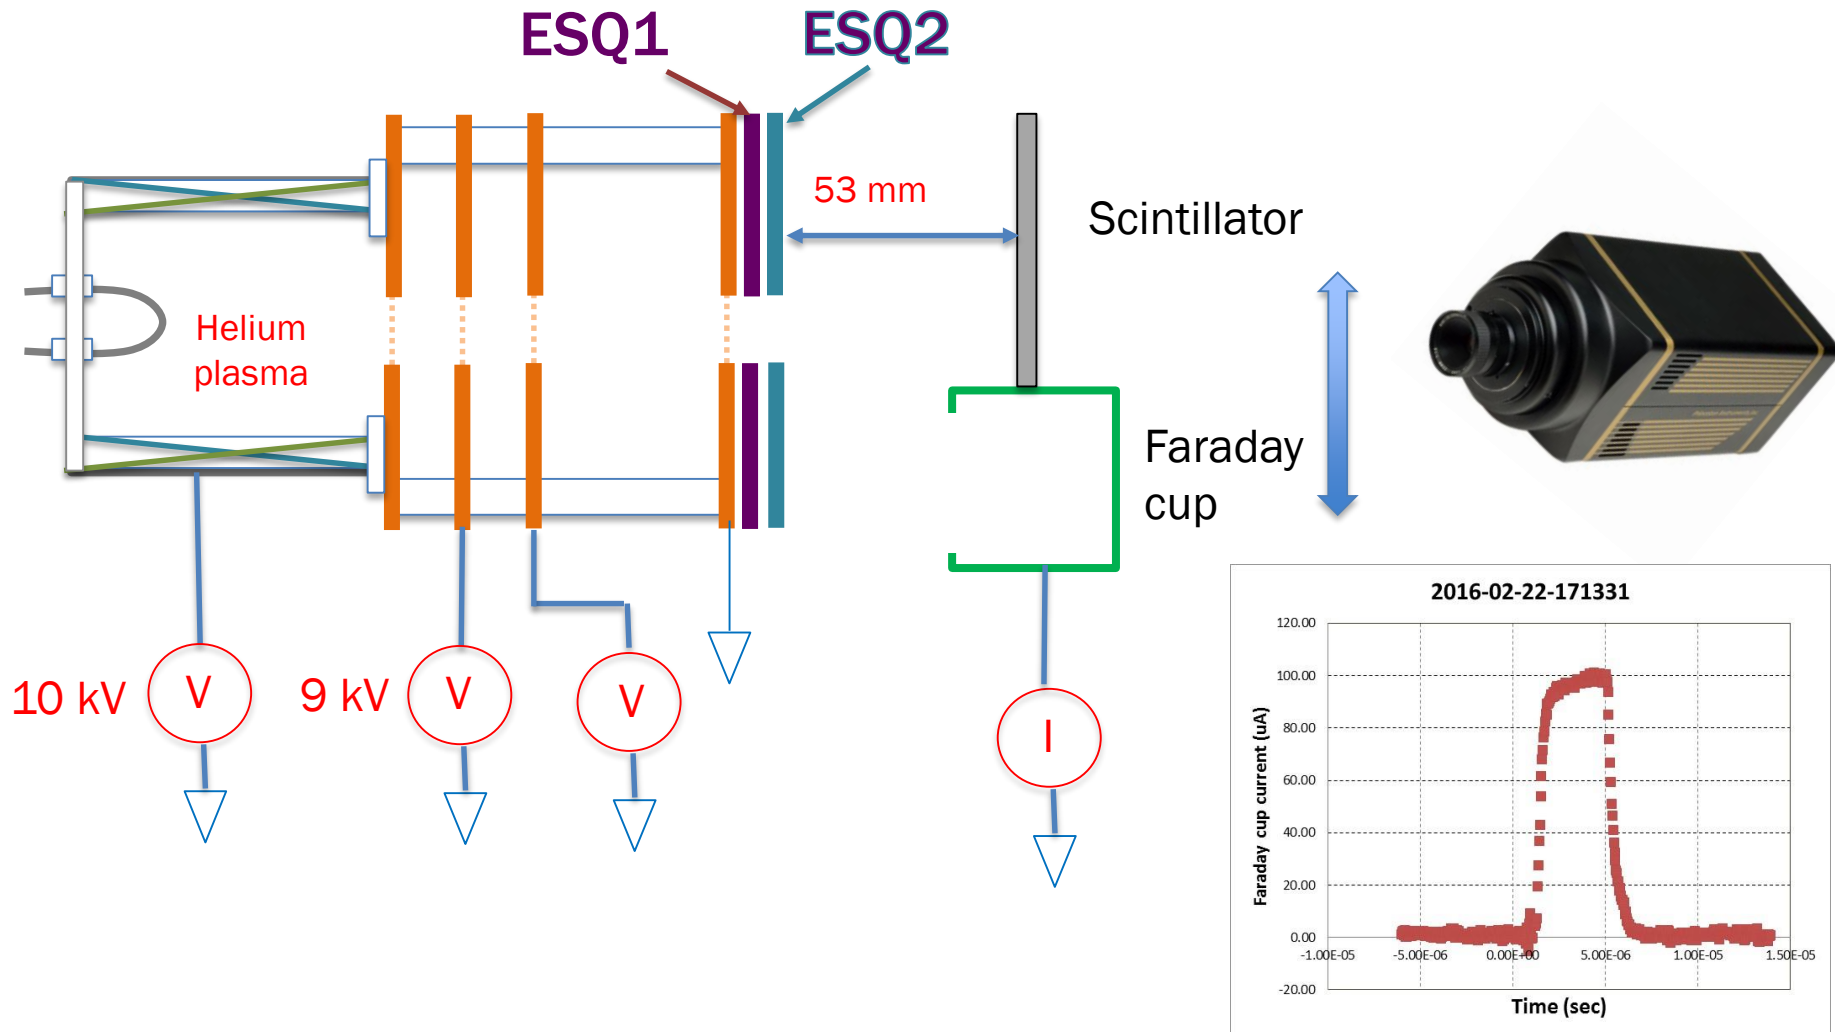 ESQ1
ESQ2
53 mm
Scintillator
Helium
plasma
Faraday
cup
10 kV
V
9 kV
V
V
I
2016-02-22-171331
120.00
100.00
80.00
60.00
40.00
20.00
0.00
-20.00
-1.00E-05
-5.00E-06
0.00E+00
5.00E-06
1.00E-05
1.50E-05
Faraday cup current (uA)
Time (sec)